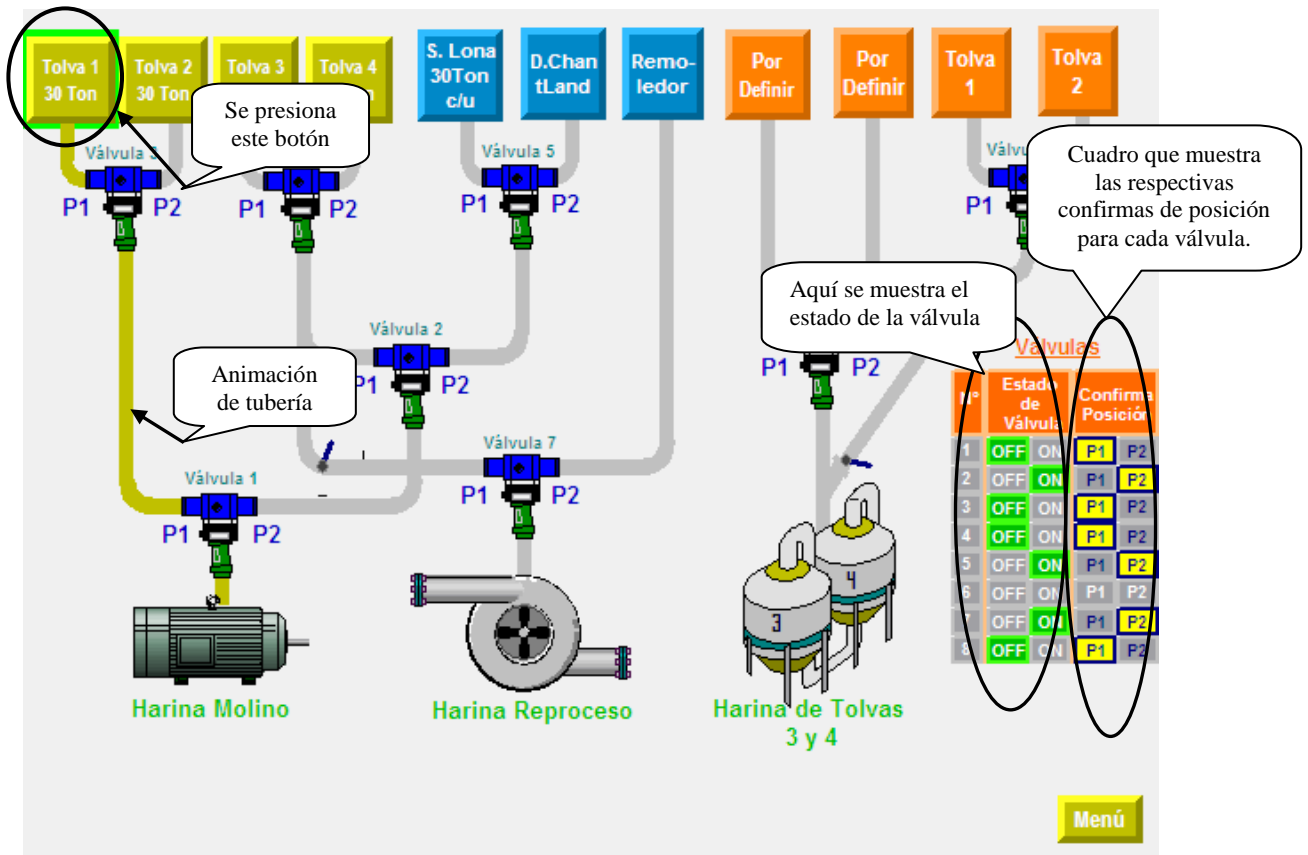 Tolva 1
30 Ton
Tolva 2
30 Ton
Tolva 3
Tolva 4
S. Lona
30Ton
c/u
D.Chan
tLand
Remo-
ledor
Por
Definir
Por
Definir
Tolva
1
Tolva
2
Se presiona
este botón
Cuadro que muestra
las respectivas
confirmas de posición
para cada válvula.
Válvula 3
P1 P2
P1 P2
Válvula 5
P1 P2
P1
Aquí se muestra el
estado de la válvula
Válvula 2
P1 P2
P1 P2
Animación
de tubería
Válvulas
N° Estado de Válvula Confirma Posición
1 OFF ON P1 P2
2 OFF ON P1 P2
3 OFF ON P1 P2
4 OFF ON P1 P2
5 OFF ON P1 P2
6 OFF ON P1 P2
7 OFF ON P1 P2
8 OFF ON P1 P2
Válvula 7
P1 P2
Válvula 1
P1 P2
4
3
Harina Molino
Harina Reproceso
Harina de Tolvas
3 y 4
Menú